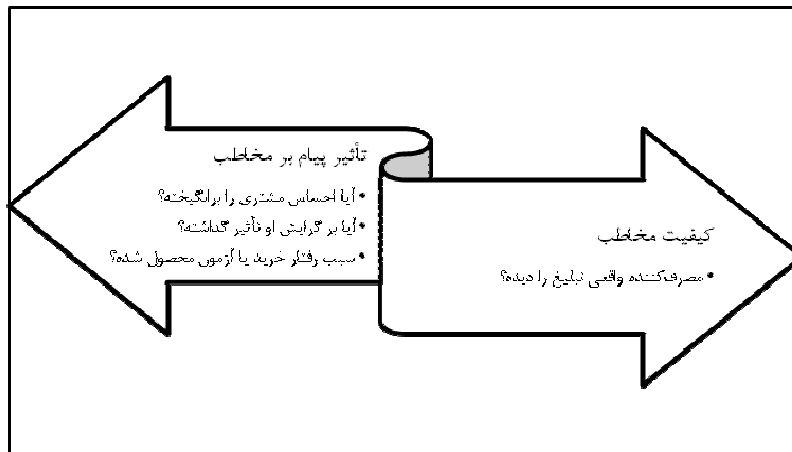 کیفیت مخاطب
• مصرف‌کننده واقعی تبلیغ را دیده؟
تأثیر پیام بر مخاطب
• آیا احساس مشتری را برانگیخته؟
• آیا بر گرایش او تأثیر گذاشته؟
• سبب رفتار خرید یا آزمون محصول شده؟